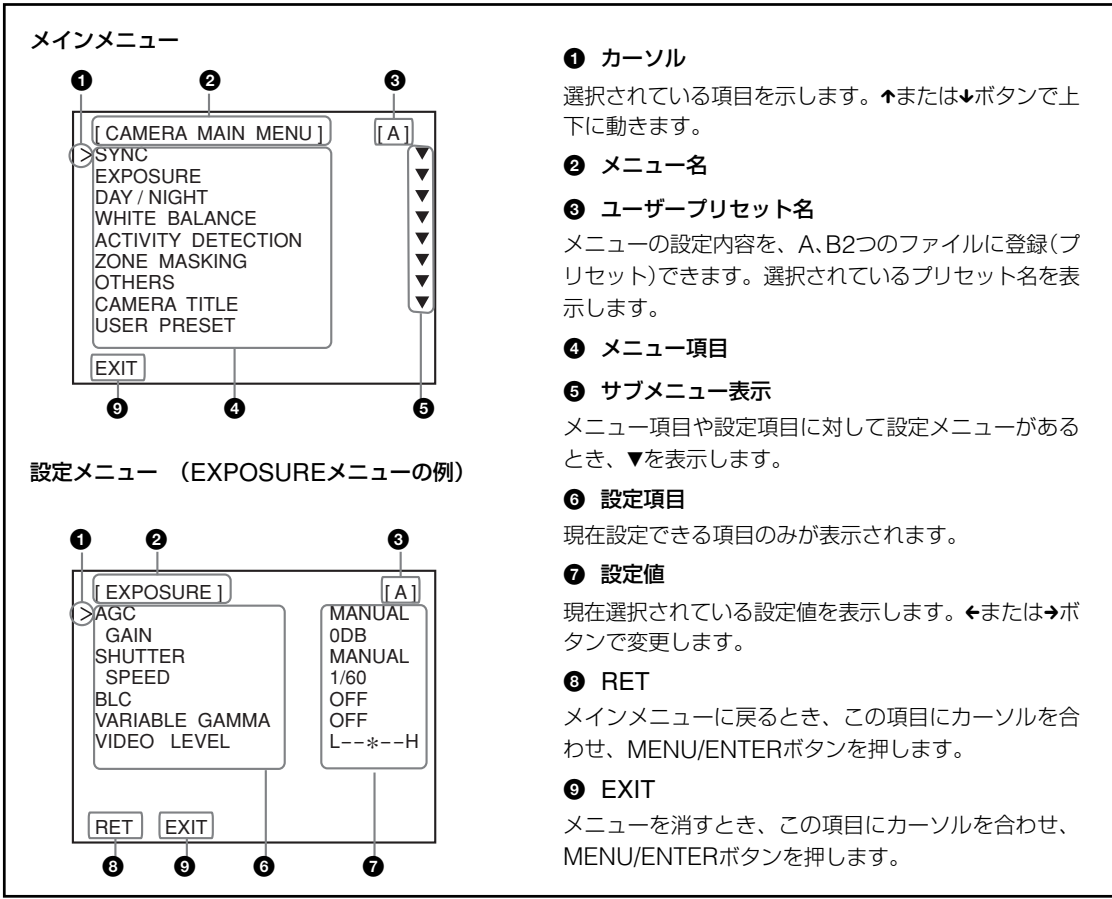 メインメニュー
❶ ❷ ❸
[ CAMERA MAIN MENU ] [ A ]
>SYNC ▼
EXPOSURE ▼
DAY / NIGHT ▼
WHITE BALANCE ▼
ACTIVITY DETECTION ▼
ZONE MASKING ▼
OTHERS ▼
CAMERA TITLE ▼
USER PRESET
EXIT
❾ ❹ ❺
設定メニュー （EXPOSUREメニューの例）
❶ ❷ ❸
[ EXPOSURE ] [ A ]
>AGC MANUAL
GAIN 0DB
SHUTTER MANUAL
SPEED 1/60
BLC OFF
VARIABLE GAMMA OFF
VIDEO LEVEL L--*--H
RET EXIT
❽ ❾ ❻ ❼
❶ カーソル
選択されている項目を示します。↑または↓ボタンで上
下に動きます。
❷ メニュー名
❸ ユーザープリセット名
メニューの設定内容を、A、B2つのファイルに登録（プ
リセット）できます。選択されているプリセット名を表
示します。
❹ メニュー項目
❺ サブメニュー表示
メニュー項目や設定項目に対して設定メニューがある
とき、▼を表示します。
❻ 設定項目
現在設定できる項目のみが表示されます。
❼ 設定値
現在選択されている設定値を表示します。←または→ボ
タンで変更します。
❽ RET
メインメニューに戻るとき、この項目にカーソルを合
わせ、MENU/ENTERボタンを押します。
❾ EXIT
メニューを消すとき、この項目にカーソルを合わせ、
MENU/ENTERボタンを押します。